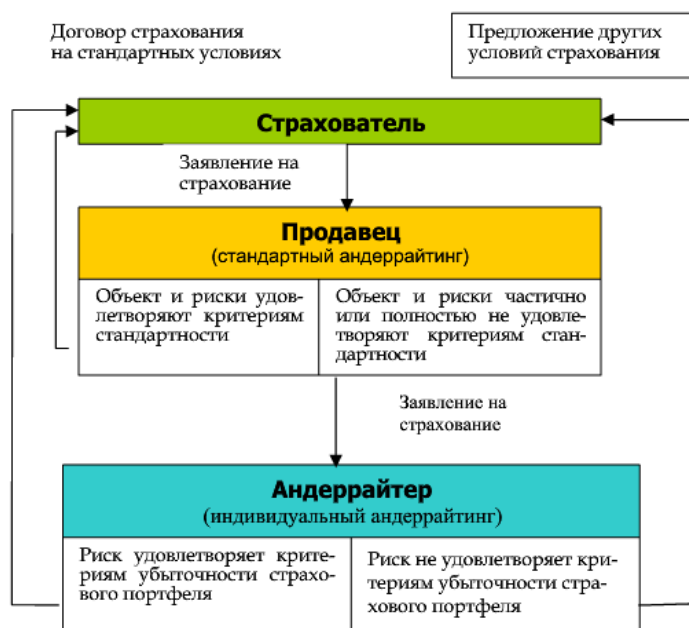 Договор страхования
на стандартных условиях
Предложение других
условий страхования
Страхователь
Заявление на
страхование
Продавец
(стандартный андеррайтинг)
Объект и риски удов-
летворяют критериям
стандартности
Объект и риски частично
или полностью не удовле-
творяют критериям стан-
дартности
Заявление на
страхование
Андеррайтер
(индивидуальный андеррайтинг)
Риск удовлетворяет крите-
риям убыточности страхо-
вого портфеля
Риск не удовлетворяет кри-
териям убыточности стра-
хового портфеля